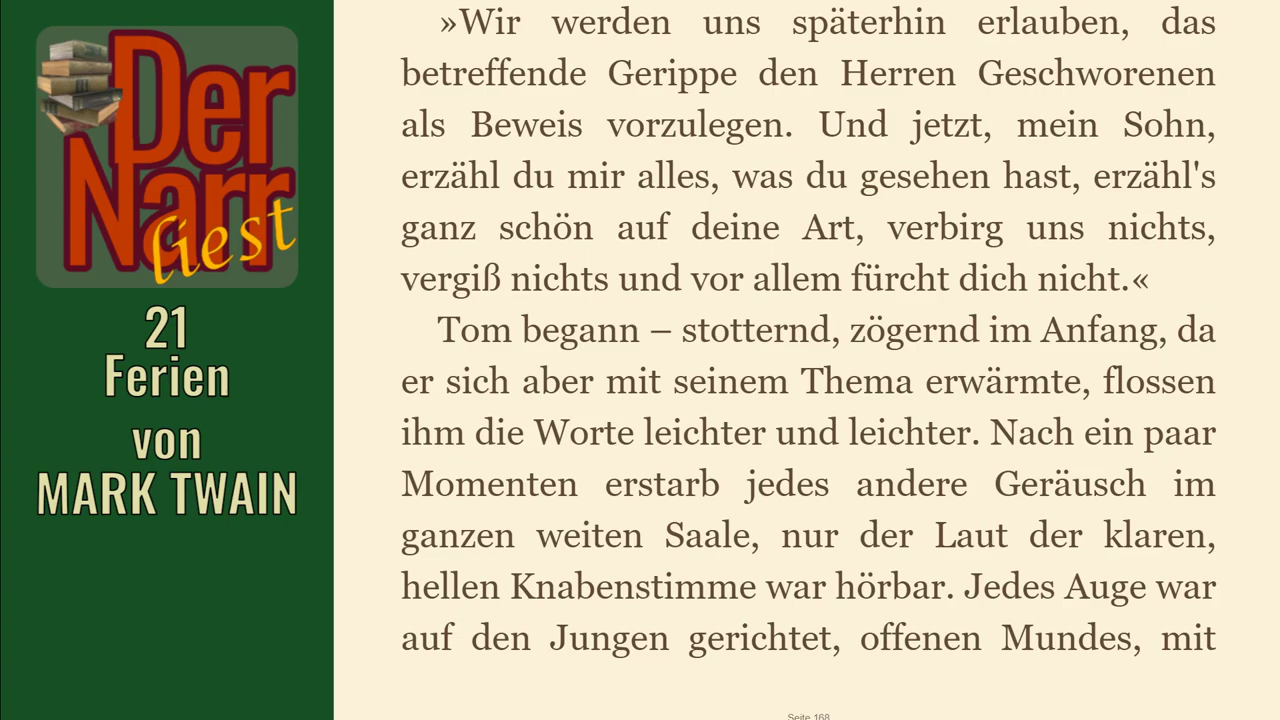 Der
Narr
liest
21
Ferien
von
MARK TWAIN
»Wir werden uns späterhin erlauben, das
betreffende Gerippe den Herren Geschworenen
als Beweis vorzulegen. Und jetzt, mein Sohn,
erzähl du mir alles, was du gesehen hast, erzähl's
ganz schön auf deine Art, verbirg uns nichts,
vergiß nichts und vor allem fürcht dich nicht.«
Tom begann – stotternd, zögernd im Anfang, da
er sich aber mit seinem Thema erwärmte, flossen
ihm die Worte leichter und leichter. Nach ein paar
Momenten erstarb jedes andere Geräusch im
ganzen weiten Saale, nur der Laut der klaren,
hellen Knabenstimme war hörbar. Jedes Auge war
auf den Jungen gerichtet, offenen Mundes, mit
Seite 168